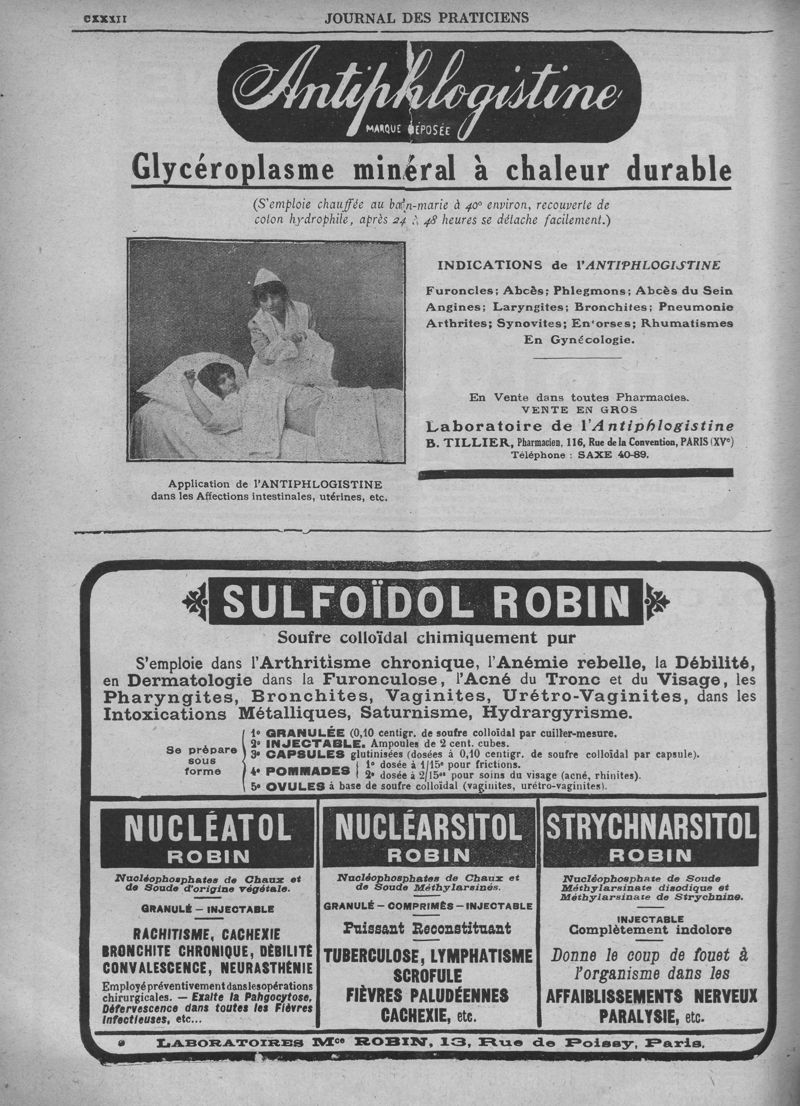 CXXXII
JOURNAL DES PRATICIENS
Antiphlogistine
MARQUE DÉPOSÉE
Glycéroplasme minéral à chaleur durable
(S'emploie chauffée au bain-marie à 40º environ, recouverte de
coton hydrophile, après 24 à 48 heures se détache facilement.)
INDICATIONS de l'ANTIPHLOGISTINE
Furoncles; Abcès; Phlegmons; Abcès du Sein
Angines; Laryngites; Bronchites; Pneumonie
Arthrites; Synovites; En'orses; Rhumatismes
En Gynécologie.
En Vente dans toutes Pharmacies.
VENTE EN GROS
Laboratoire de l'Antiphlogistine
B. TILLIER, Pharmacien, 116, Rue de la Convention, PARIS (XVe)
Téléphone : SAXE 40-89.
Application de l'ANTIPHLOGISTINE
dans les Affections intestinales, utérines, etc.
SULFOÏDOL ROBIN
Soufre colloïdal chimiquement pur
S'emploie dans l'Arthritisme chronique, l'Anémie rebelle, la Débilité,
en Dermatologie dans la Furonculose, l'Acné du Tronc et du Visage, les
Pharyngites, Bronchites, Vaginites, Urétro-Vaginites, dans les
Intoxications Métalliques, Saturnisme, Hydrargyrisme.
Se prépare
sous
forme
1º GRANULÉE (0,10 centigr. de soufre colloïdal par cuiller-mesure.
2º INJECTABLE. Ampoules de 2 cent. cubes.
3º CAPSULES glutinisées (dosées à 0,10 centigr. de soufre colloïdal par capsule).
4º POMMADES
1º dosée à 1/15e pour frictions.
2º dosée à 2/15es pour soins du visage (acné, rhinites).
5º OVULES à base de soufre colloïdal (vaginites, urétro-vaginites).
NUCLÉATOL
ROBIN
Nucléophosphates de Chaux et
de Soude d'origine végétale.
GRANULÉ — INJECTABLE
RACHITISME, CACHEXIE
BRONCHITE CHRONIQUE, DÉBILITÉ
CONVALESCENCE, NEURASTHÉNIE
Employé préventivement dans les opérations
chirurgicales. — Exalte la Pahgocytose,
Défervescence dans toutes les Fièvres
infectieuses, etc...
NUCLÉARSITOL
ROBIN
Nucléophosphates de Chaux et
de Soude Méthylarsinés.
GRANULÉ — COMPRIMÉS — INJECTABLE
Puissant Reconstituant
TUBERCULOSE, LYMPHATISME
SCROFULE
FIÈVRES PALUDÉENNES
CACHEXIE, etc.
STRYCHNARSITOL
ROBIN
Nucléophosphate de Soude
Méthylarsinate disodique et
Méthylarsinate de Strychnine.
INJECTABLE
Complètement indolore
Donne le coup de fouet à
l'organisme dans les
AFFAIBLISSEMENTS NERVEUX
PARALYSIE, etc.
LABORATOIRES Mce ROBIN, 13, Rue de Poissy, Paris.